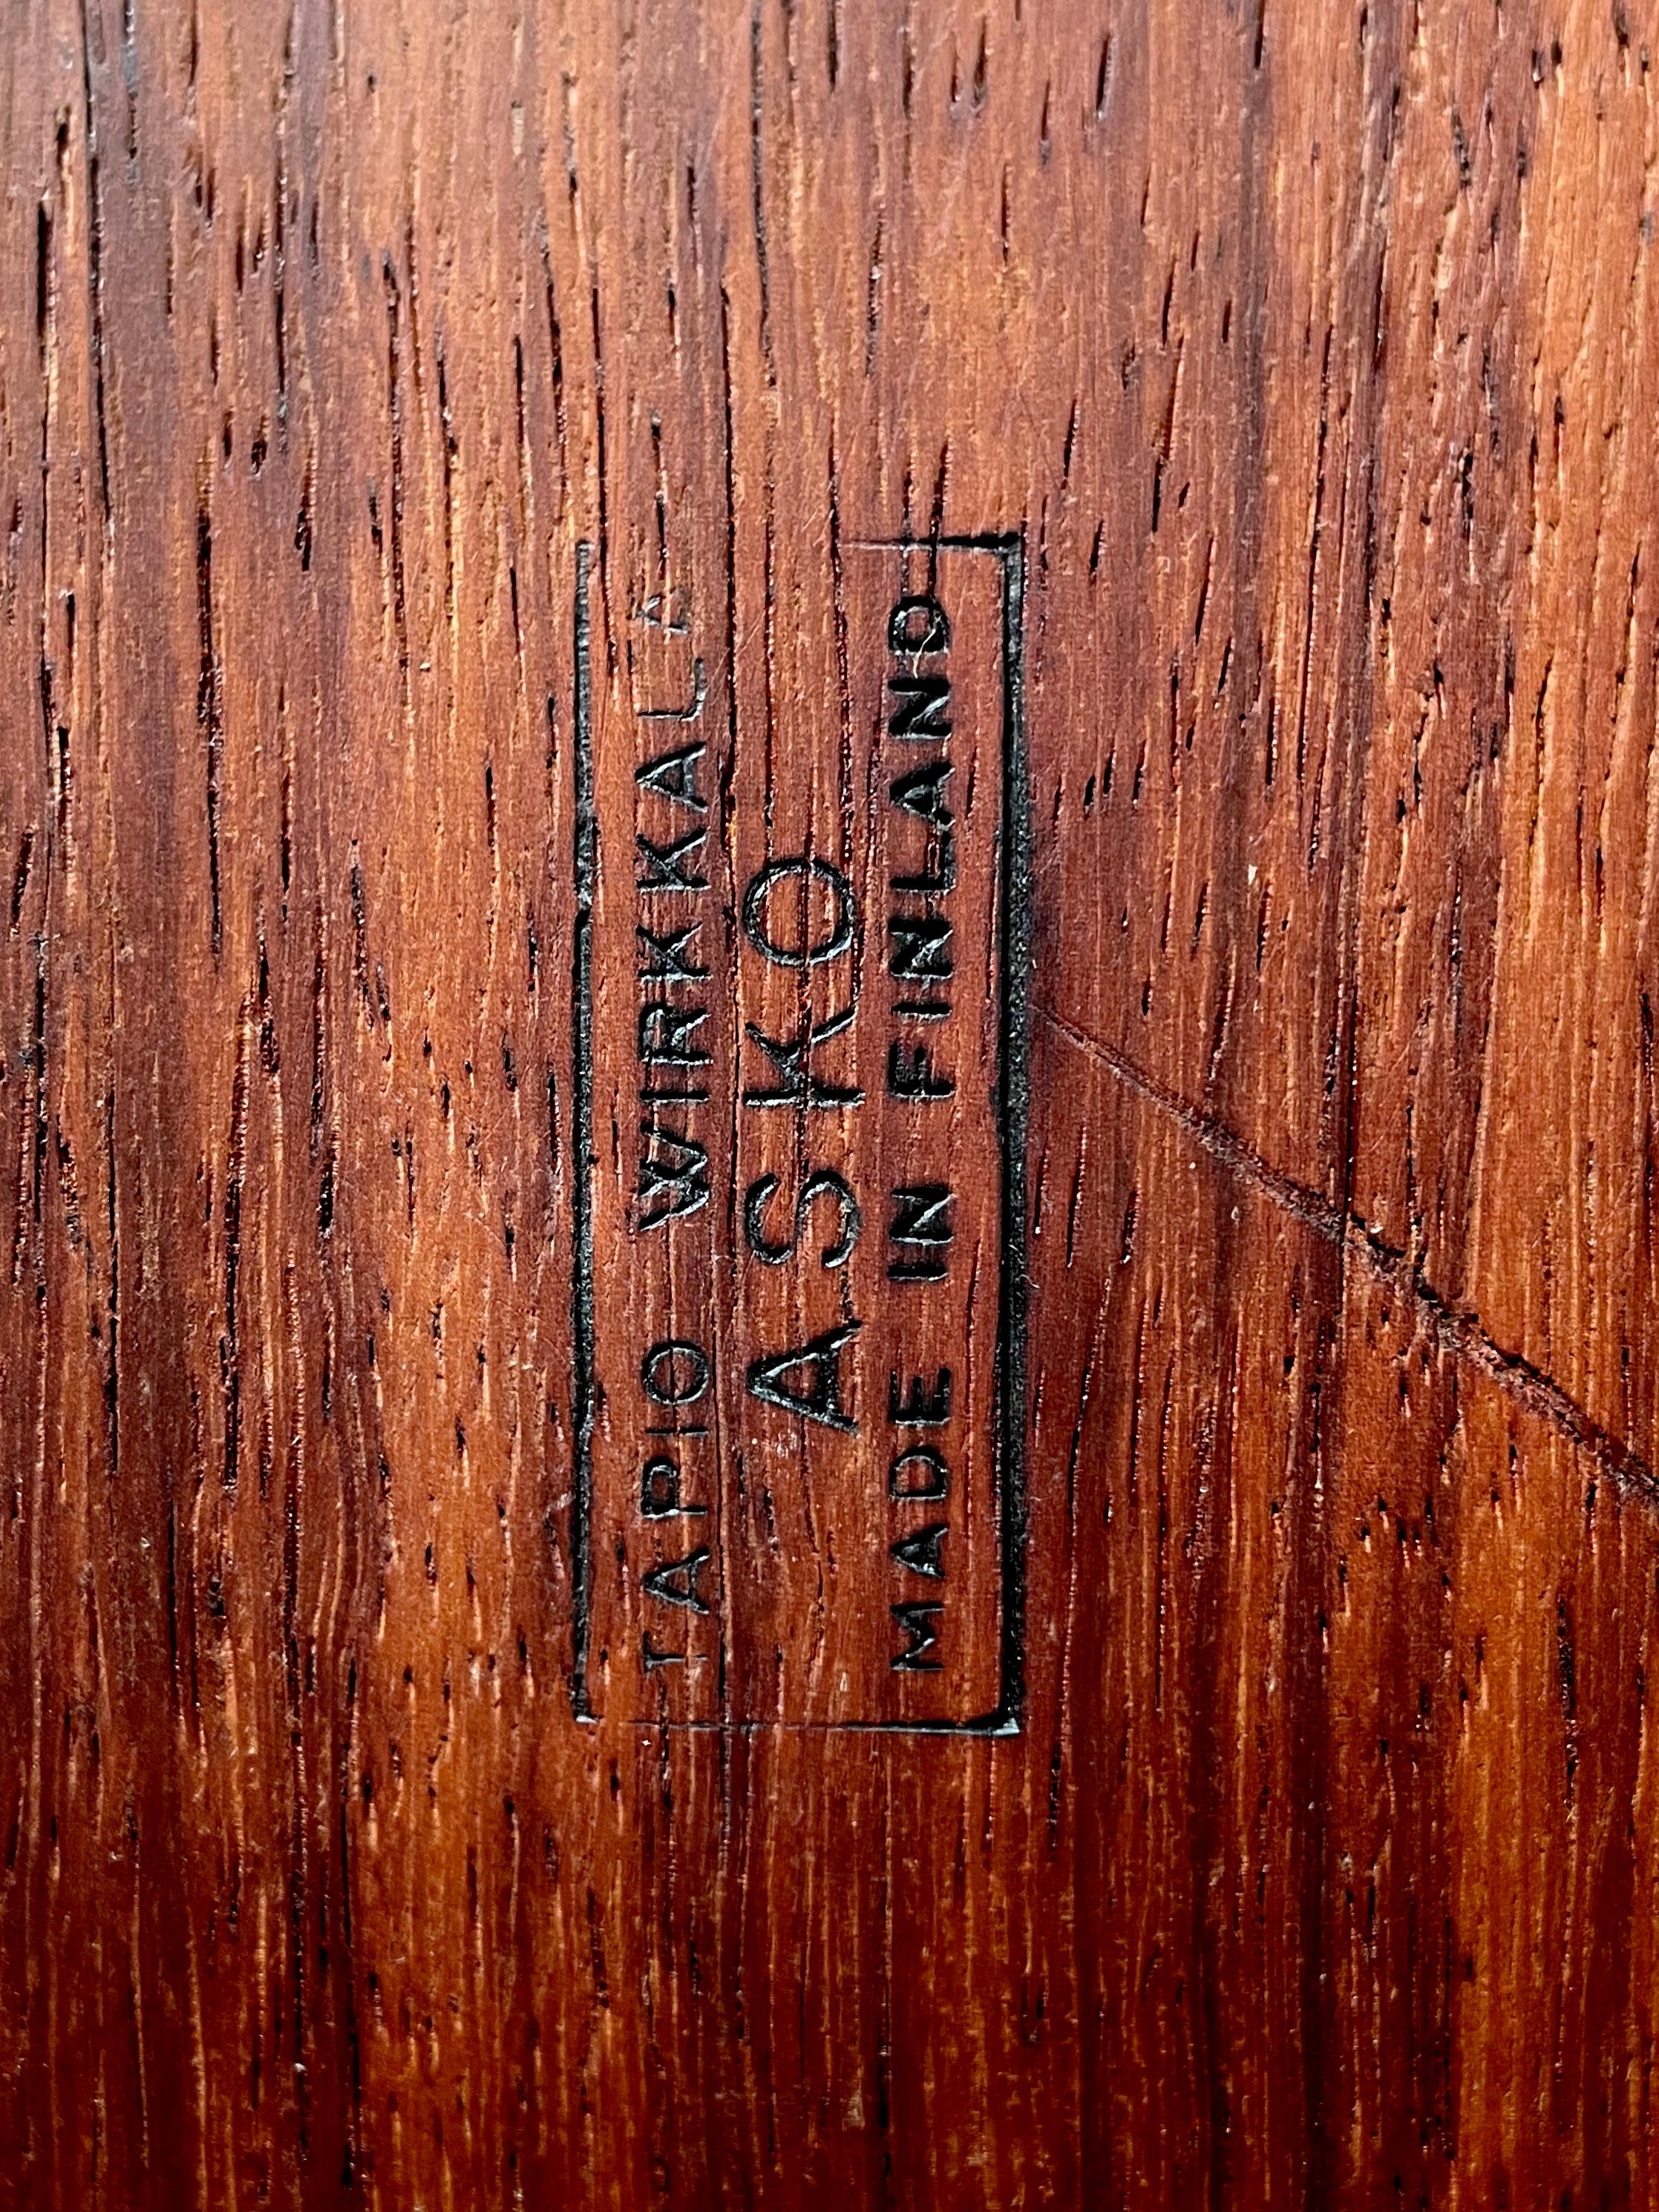 TAPIO WIRKKALA
ASKO
MADE IN FINLAND